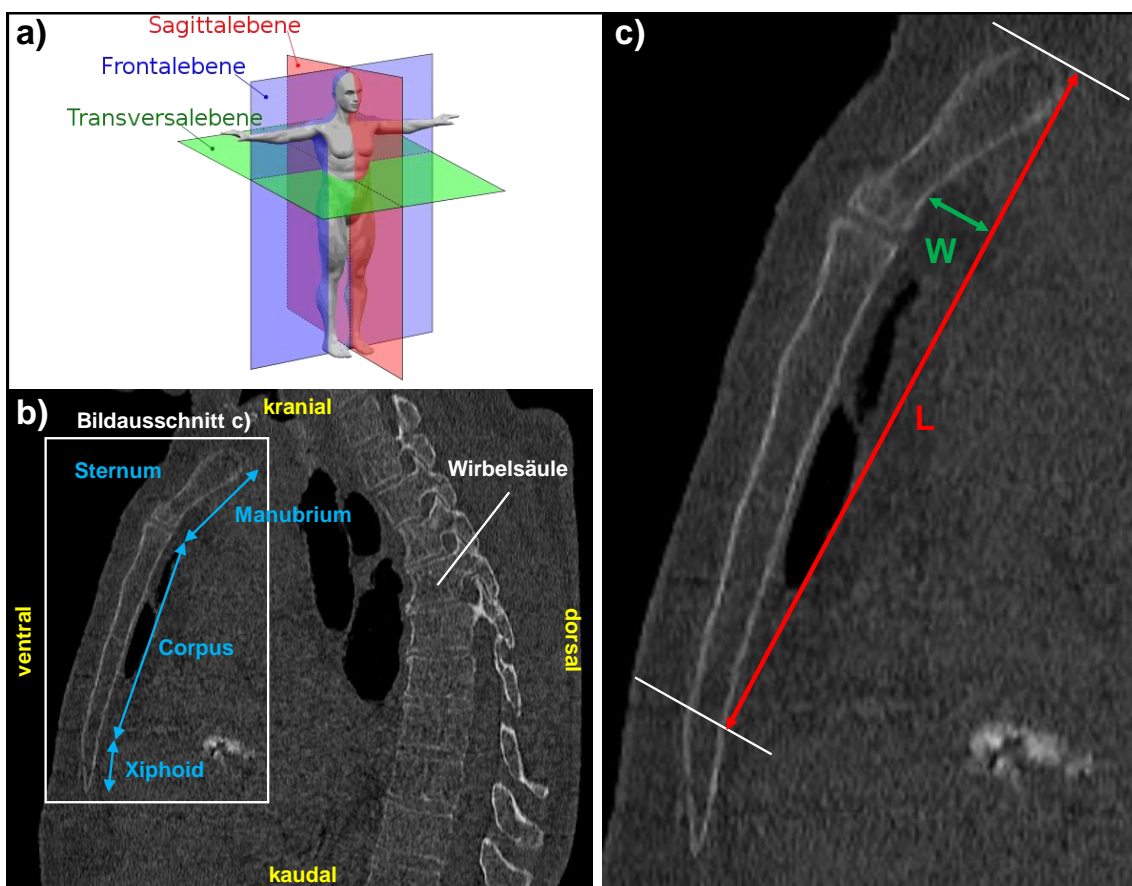 a)
Sagittalebene
Frontalebene
Transversalebene
b)
kranial
Bildausschnitt c)
Sternum
Wirbelsäule
Manubrium
ventral
dorsal
Corpus
Xiphoid
kaudal
c)
W
L